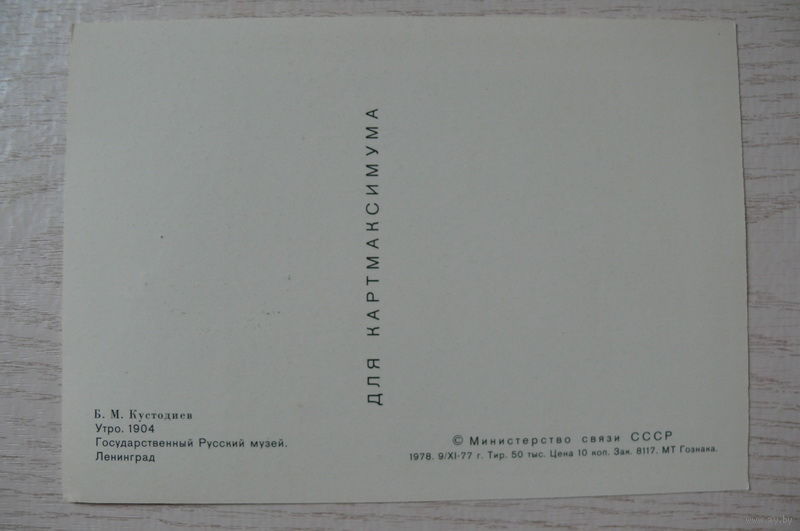 ДЛЯ КАРТМАКСИМУМА
Б. М. Кустодиев
Утро. 1904
Государственный Русский музей.
Ленинград
© Министерство связи СССР
1978. 9/XI-77 г. Тир. 50 тыс. Цена 10 коп. Зак. 8117. МТ Гознака.